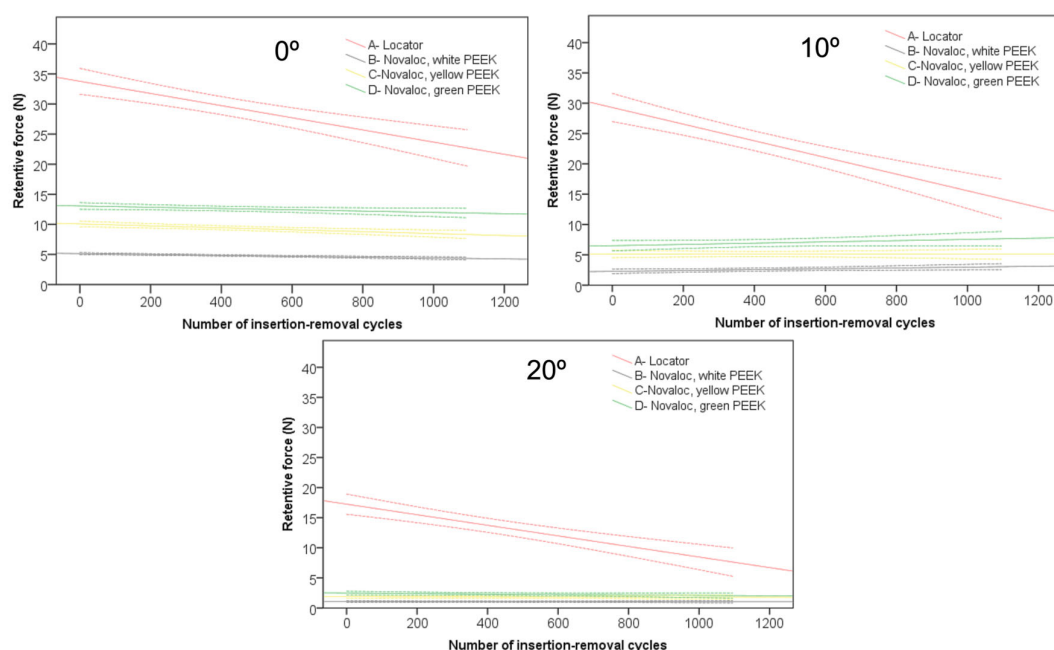 0º
A- Locator
B- Novaloc, white PEEK
C-Novaloc, yellow PEEK
D- Novaloc, green PEEK
Retentive force (N)
40
35
30
25
20
15
10
5
0
0 200 400 600 800 1000 1200
Number of insertion-removal cycles
10º
A- Locator
B- Novaloc, white PEEK
C-Novaloc, yellow PEEK
D- Novaloc, green PEEK
Retentive force (N)
40
35
30
25
20
15
10
5
0
0 200 400 600 800 1000 1200
Number of insertion-removal cycles
20º
A- Locator
B- Novaloc, white PEEK
C-Novaloc, yellow PEEK
D- Novaloc, green PEEK
Retentive force (N)
40
35
30
25
20
15
10
5
0
0 200 400 600 800 1000 1200
Number of insertion-removal cycles